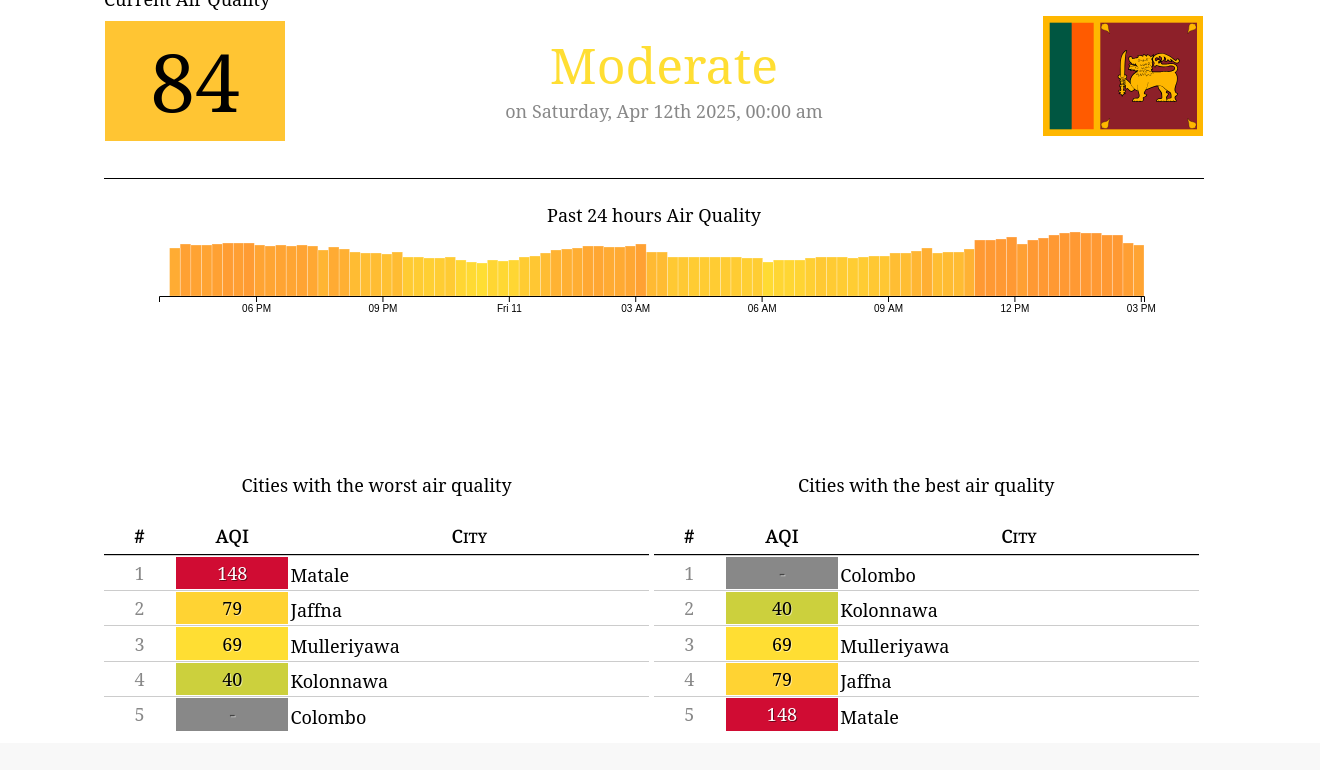 Current Air Quality
84
Moderate
on Saturday, Apr 12th 2025, 00:00 am
Past 24 hours Air Quality
06 PM 09 PM Fri 11 03 AM 06 AM 09 AM 12 PM 03 PM
Cities with the worst air quality
# AQI City
1 148 Matale
2 79 Jaffna
3 69 Mulleriyawa
4 40 Kolonnawa
5 - Colombo
Cities with the best air quality
# AQI City
1 - Colombo
2 40 Kolonnawa
3 69 Mulleriyawa
4 79 Jaffna
5 148 Matale